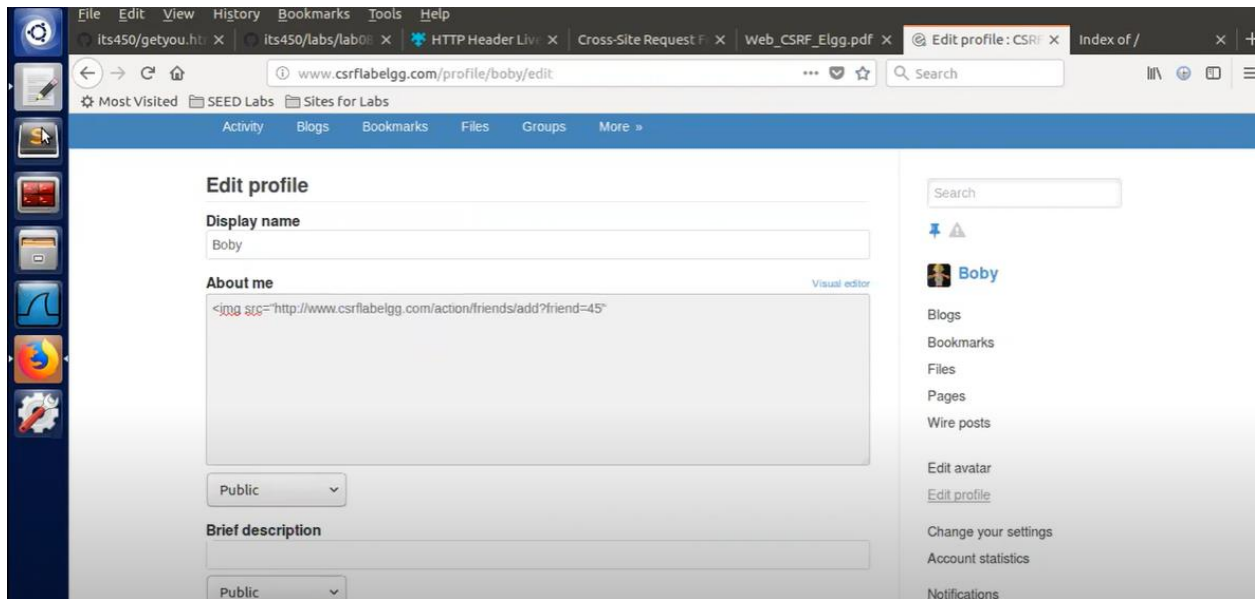 File Edit View History Bookmarks Tools Help
its450/getyou.ht its450/labs/lab08 HTTP Header Live Cross-Site Request F Web_CSRF_Elgg.pdf Edit profile : CSRF Index of /
www.csrflabelgg.com/profile/boby/edit Search
Most Visited SEED Labs Sites for Labs
Activity Blogs Bookmarks Files Groups More »
Edit profile
Display name
Boby
About me Visual editor
<img src="http://www.csrflabelgg.com/action/friends/add?friend=45"
Public
Brief description
Public
Search
Boby
Blogs
Bookmarks
Files
Pages
Wire posts
Edit avatar
Edit profile
Change your settings
Account statistics
Notifications